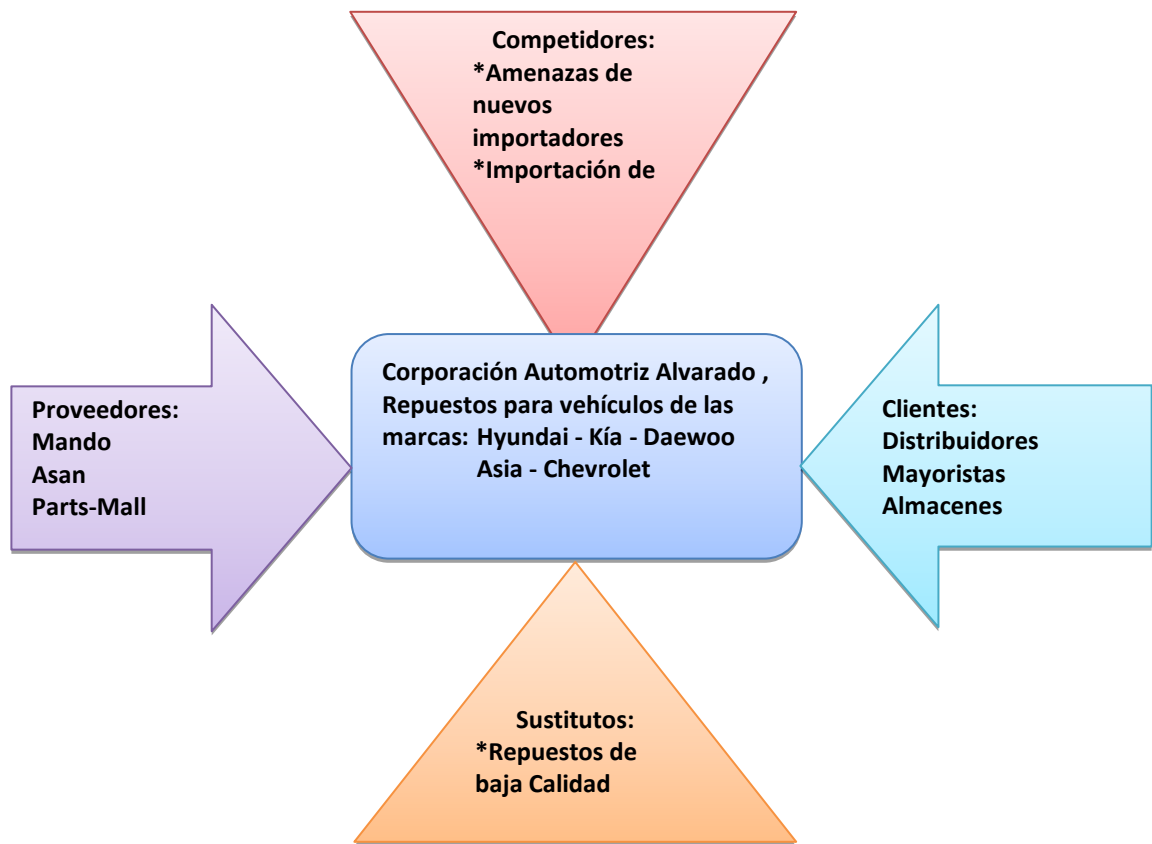 Competidores:
*Amenazas de
nuevos
importadores
*Importación de
Corporación Automotriz Alvarado ,
Repuestos para vehículos de las
marcas: Hyundai - Kía - Daewoo
Asia - Chevrolet
Proveedores:
Mando
Asan
Parts-Mall
Clientes:
Distribuidores
Mayoristas
Almacenes
Sustitutos:
*Repuestos de
baja Calidad